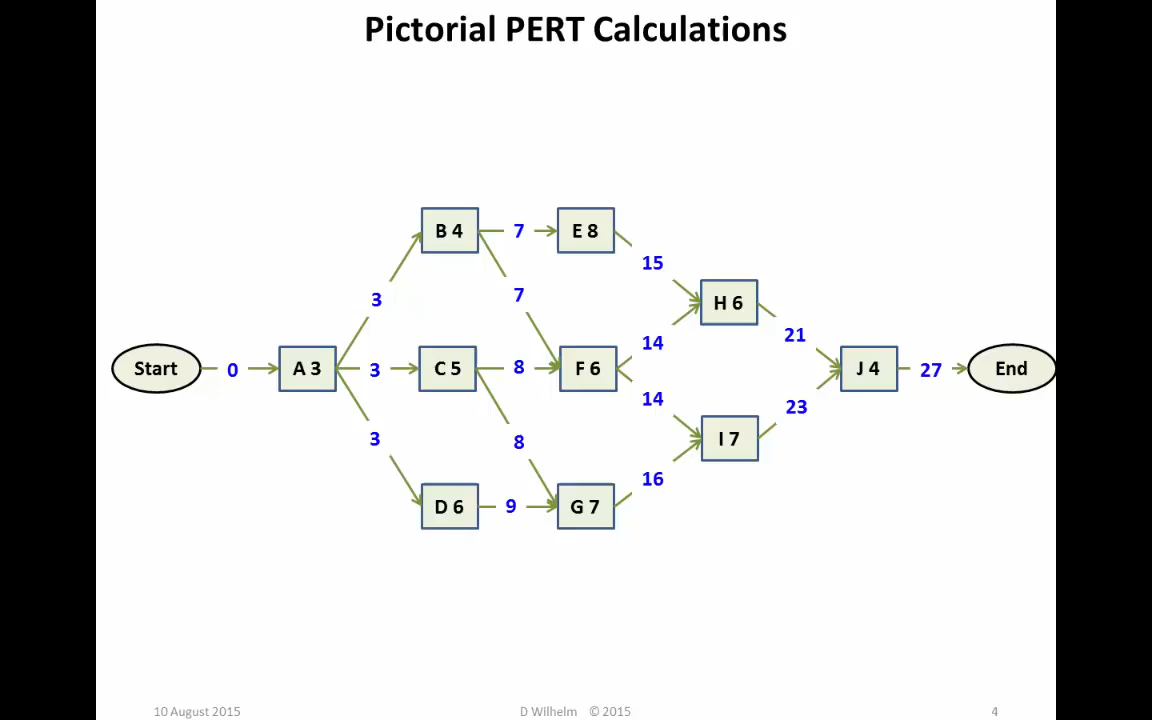 Pictorial PERT Calculations
B 4
7
E 8
15
3
7
H 6
21
14
Start
0
A 3
3
C 5
8
F 6
J 4
27
End
14
23
3
8
I 7
16
D 6
9
G 7
10 August 2015
D Wilhelm © 2015
4